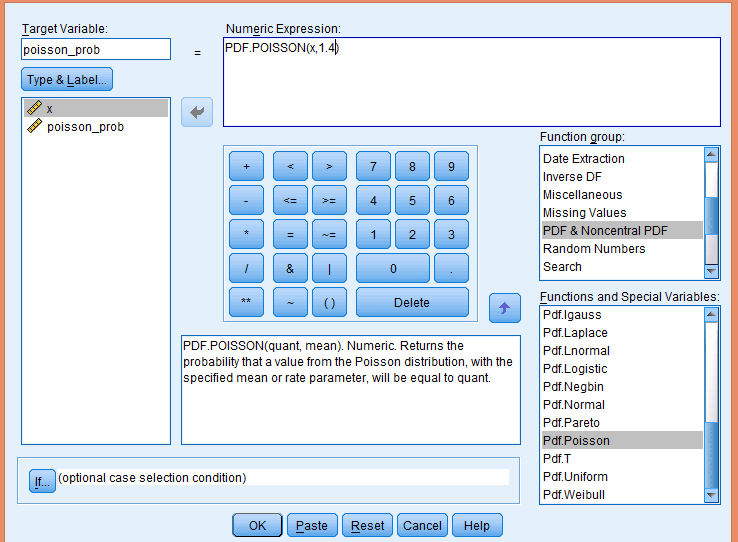 Target Variable:
poisson_prob
=
Numeric Expression:
PDF.POISSON(x,1.4)
Type & Label...
x
poisson_prob
+ < > 7 8 9
- <= >= 4 5 6
* = ~= 1 2 3
/ & | 0 .
** ~ ( ) Delete
Function group:
Date Extraction
Inverse DF
Miscellaneous
Missing Values
PDF & Noncentral PDF
Random Numbers
Search
Functions and Special Variables:
Pdf.Igauss
Pdf.Laplace
Pdf.Lnormal
Pdf.Logistic
Pdf.Negbin
Pdf.Normal
Pdf.Pareto
Pdf.Poisson
Pdf.T
Pdf.Uniform
Pdf.Weibull
PDF.POISSON(quant, mean). Numeric. Returns the
probability that a value from the Poisson distribution, with the
specified mean or rate parameter, will be equal to quant.
If... (optional case selection condition)
OK Paste Reset Cancel Help